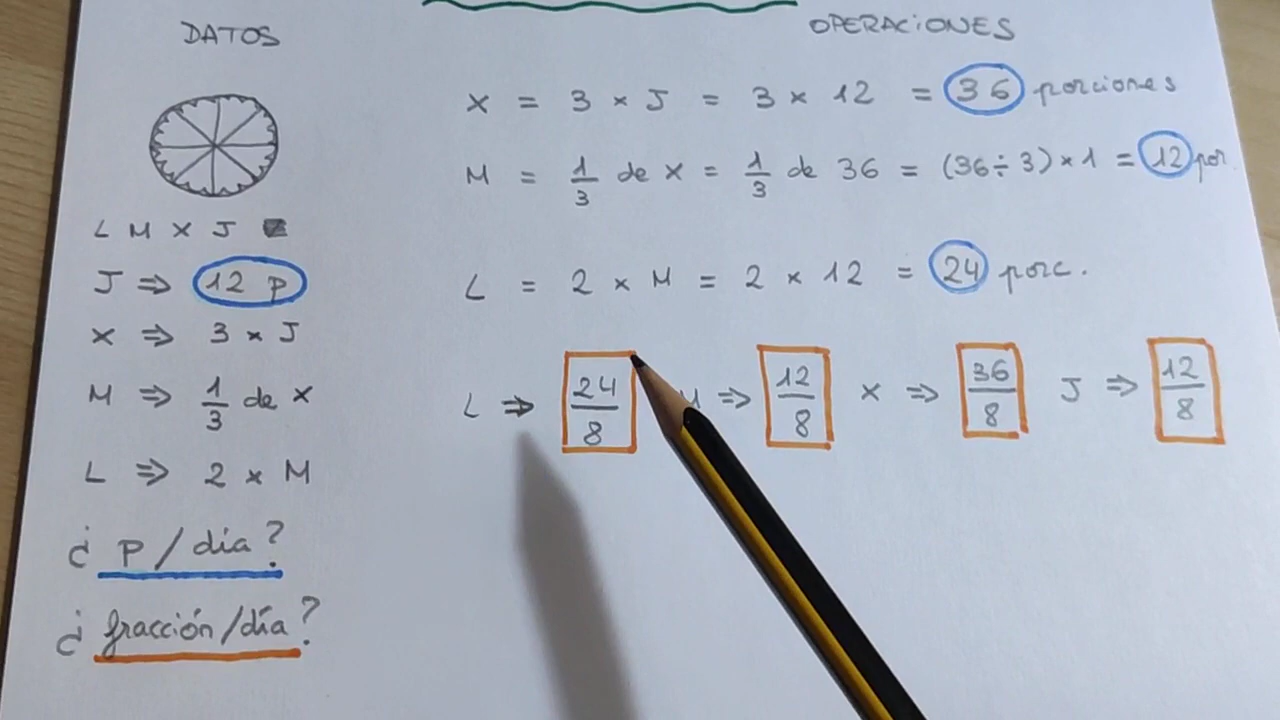 DATOS
L M X J
J ⇒ 12 p
X ⇒ 3 × J
M ⇒ 1/3 de X
L ⇒ 2 × M
¿ P / día ?
¿ fracción / día ?
OPERACIONES
X = 3 × J = 3 × 12 = 36 porciones
M = 1/3 de X = 1/3 de 36 = (36 ÷ 3) × 1 = 12 por.
L = 2 × M = 2 × 12 = 24 porc.
L ⇒ 24/8 M ⇒ 12/8 X ⇒ 36/8 J ⇒ 12/8